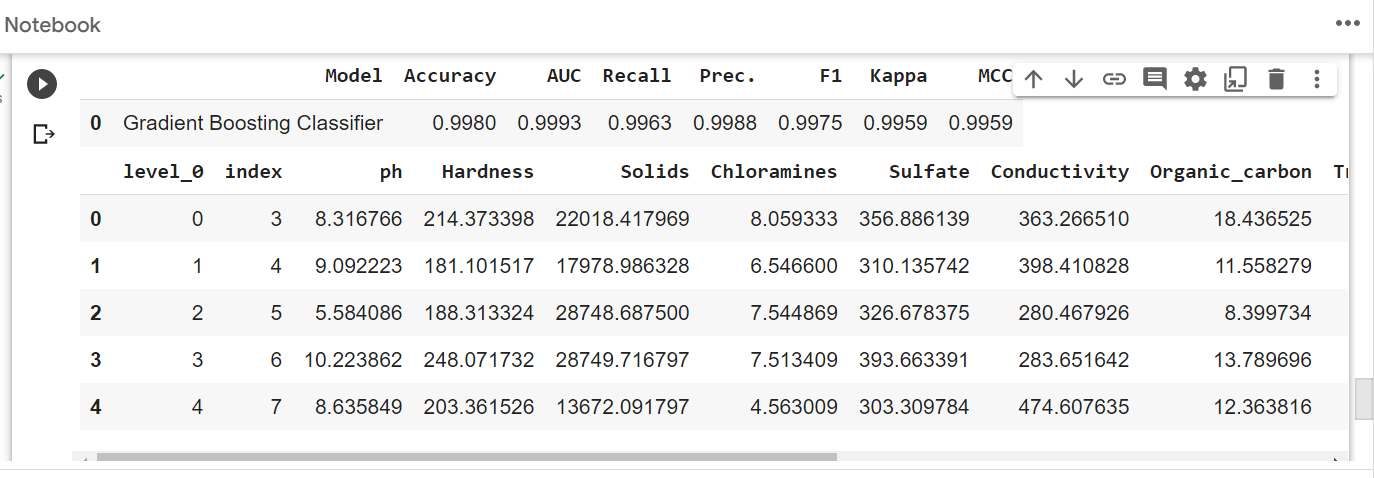 Notebook
Model Accuracy AUC Recall Prec. F1 Kappa MCC
0 Gradient Boosting Classifier 0.9980 0.9993 0.9963 0.9988 0.9975 0.9959 0.9959
level_0 index ph Hardness Solids Chloramines Sulfate Conductivity Organic_carbon
0 0 3 8.316766 214.373398 22018.417969 8.059333 356.886139 363.266510 18.436525
1 1 4 9.092223 181.101517 17978.986328 6.546600 310.135742 398.410828 11.558279
2 2 5 5.584086 188.313324 28748.687500 7.544869 326.678375 280.467926 8.399734
3 3 6 10.223862 248.071732 28749.716797 7.513409 393.663391 283.651642 13.789696
4 4 7 8.635849 203.361526 13672.091797 4.563009 303.309784 474.607635 12.363816